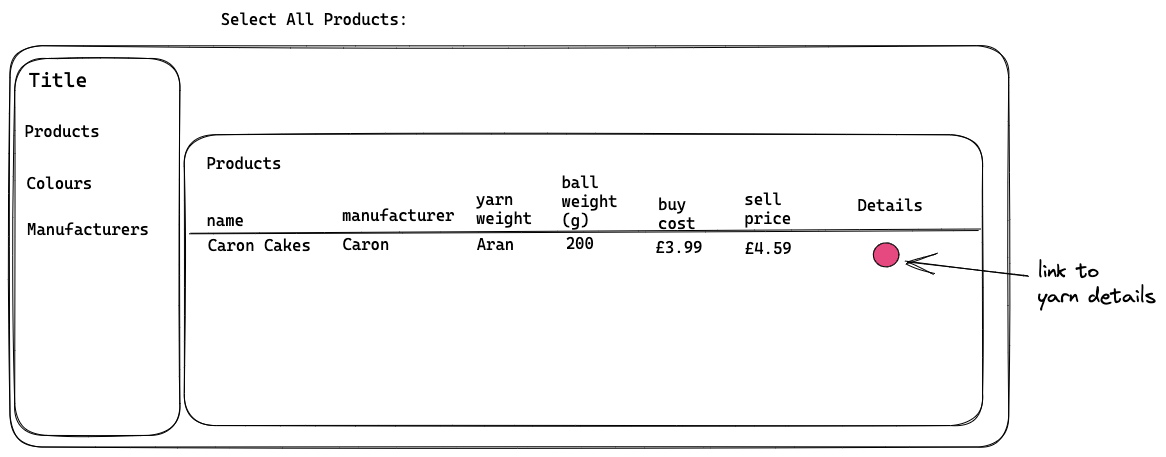 Select All Products:
Title
Products
Colours
Manufacturers
Products
name
manufacturer
yarn
weight
ball
weight
(g)
buy
cost
sell
price
Details
Caron Cakes
Caron
Aran
200
£3.99
£4.59
link to
yarn details